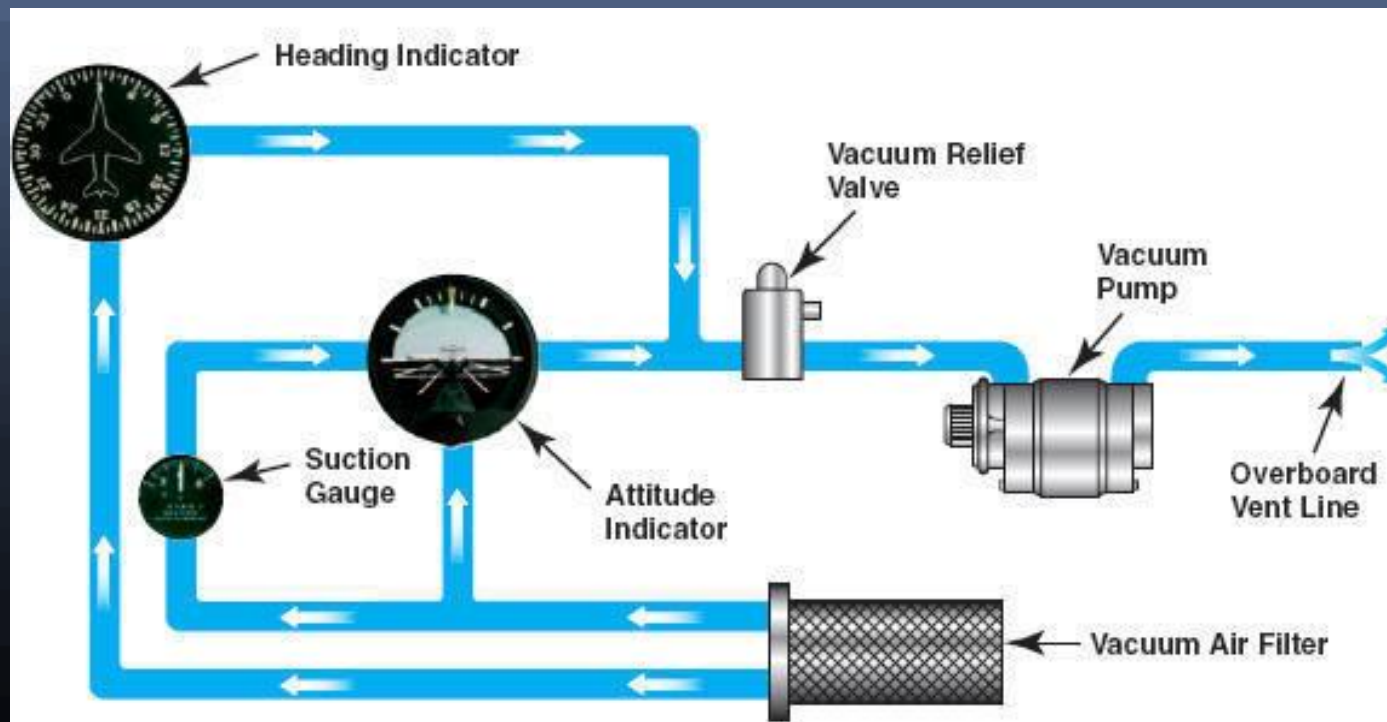 Heading Indicator
Vacuum Relief
Valve
Vacuum
Pump
Suction
Gauge
Attitude
Indicator
Overboard
Vent Line
Vacuum Air Filter